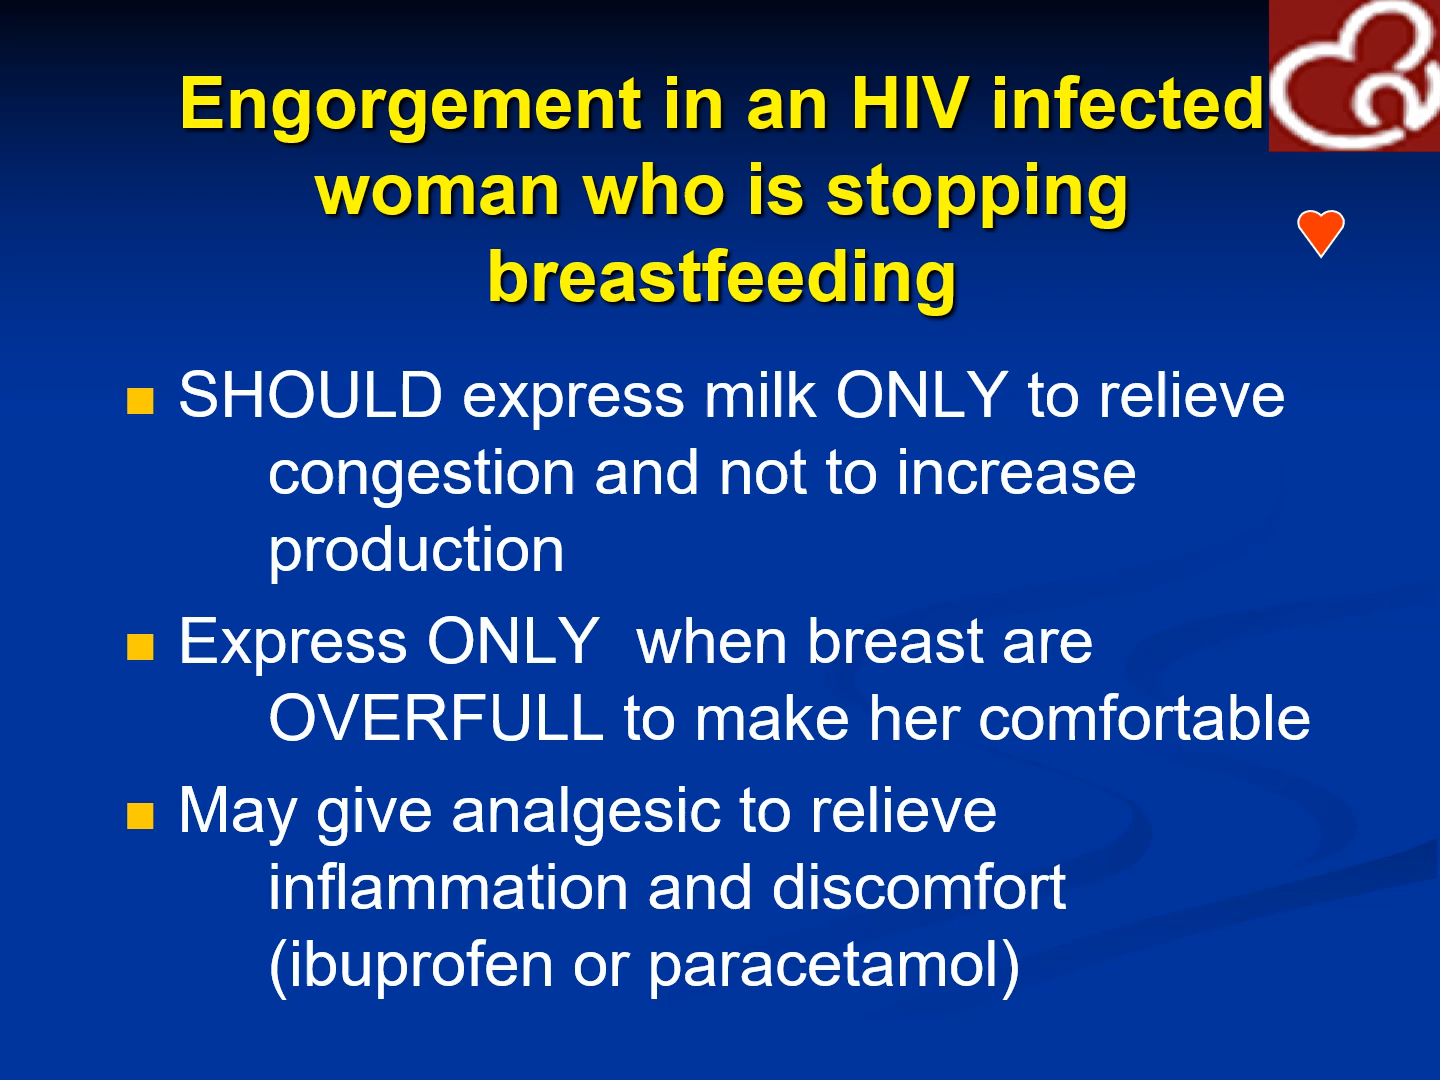 Engorgement in an HIV infected
woman who is stopping
breastfeeding
SHOULD express milk ONLY to relieve
congestion and not to increase
production
Express ONLY  when breast are
OVERFULL to make her comfortable
May give analgesic to relieve
inflammation and discomfort
(ibuprofen or paracetamol)